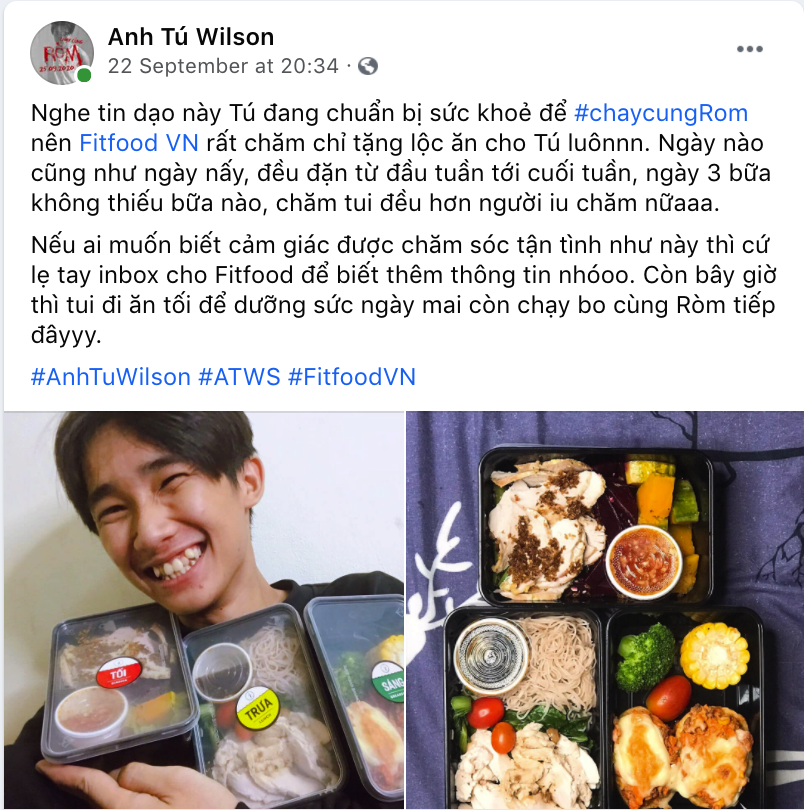 Anh Tú Wilson
22 September at 20:34 ·
Nghe tin dạo này Tú đang chuẩn bị sức khoẻ để #chaycungRom
nên Fitfood VN rất chăm chỉ tặng lộc ăn cho Tú luônnn. Ngày nào
cũng như ngày nấy, đều đặn từ đầu tuần tới cuối tuần, ngày 3 bữa
không thiếu bữa nào, chăm tui đều hơn người iu chăm nữaaa.
Nếu ai muốn biết cảm giác được chăm sóc tận tình như này thì cứ
lẹ tay inbox cho Fitfood để biết thêm thông tin nhóoo. Còn bây giờ
thì tui đi ăn tối để dưỡng sức ngày mai còn chạy bo cùng Ròm tiếp
đâyyy.
#AnhTuWilson #ATWS #FitfoodVN
RÒM
TỐI
TRƯA
SÁNG